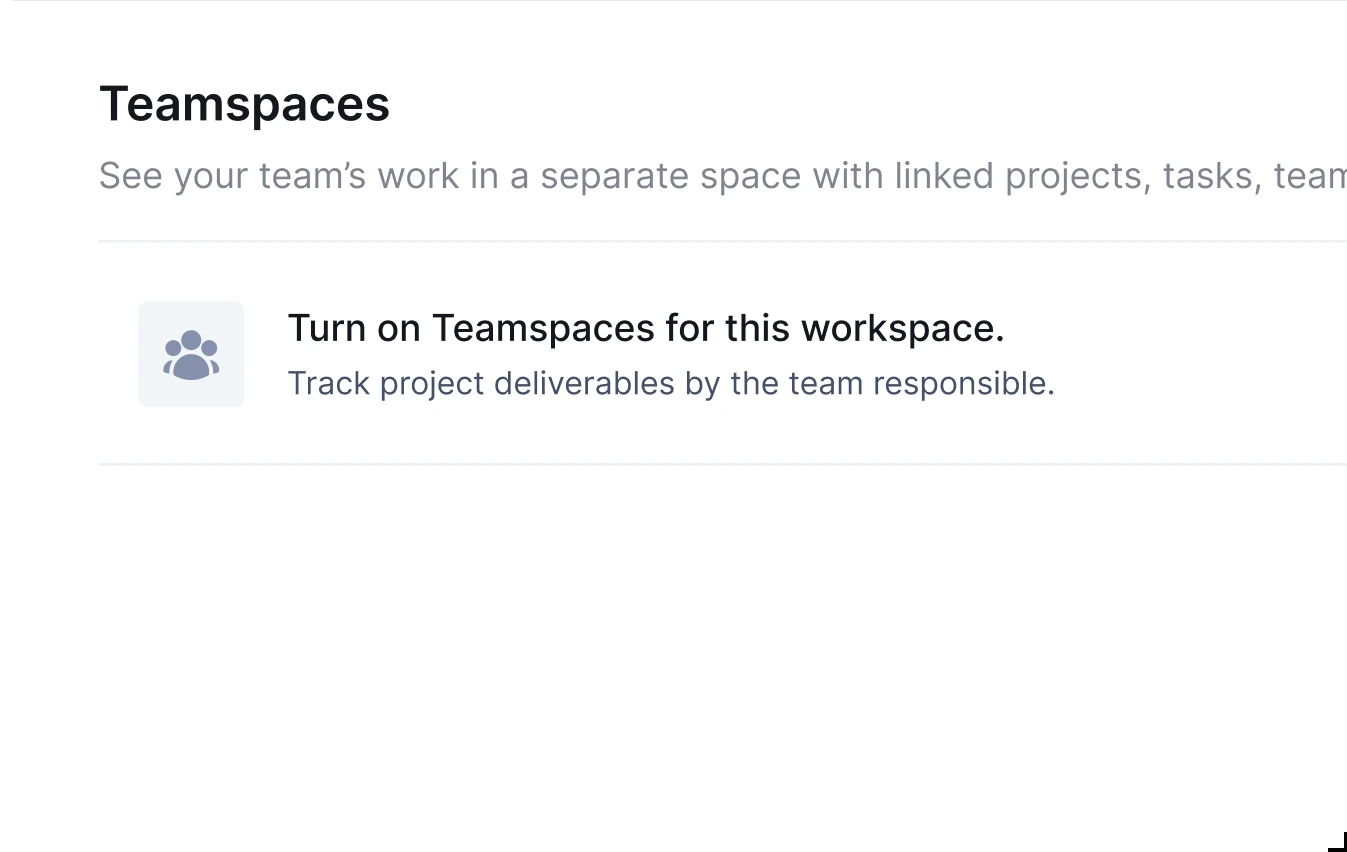 Teamspaces
See your team’s work in a separate space with linked projects, tasks, team
Turn on Teamspaces for this workspace.
Track project deliverables by the team responsible.